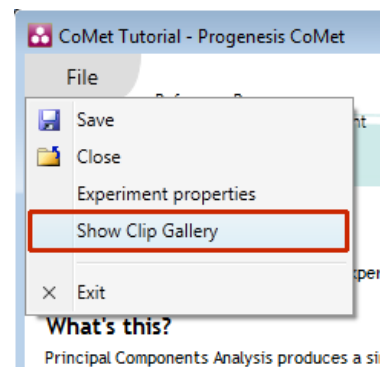 CoMet Tutorial - Progenesis CoMet
File
Save
Close
Experiment properties
Show Clip Gallery
Exit
What's this?
Principal Components Analysis produces a